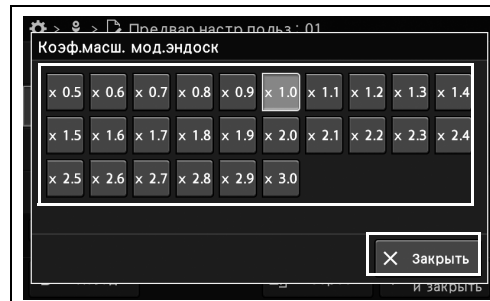 > > Предвар настр польз : 01
Коэф.масш. мод.эндоск
x 0.5 x 0.6 x 0.7 x 0.8 x 0.9 x 1.0 x 1.1 x 1.2 x 1.3 x 1.4
x 1.5 x 1.6 x 1.7 x 1.8 x 1.9 x 2.0 x 2.1 x 2.2 x 2.3 x 2.4
x 2.5 x 2.6 x 2.7 x 2.8 x 2.9 x 3.0
Закрыть
и закрыть